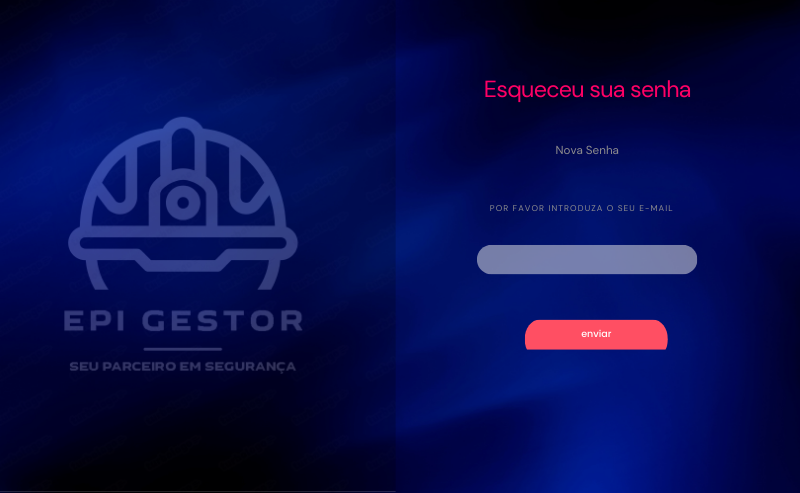 EPI GESTOR
SEU PARCEIRO EM SEGURANÇA
Esqueceu sua senha
Nova Senha
POR FAVOR INTRODUZA O SEU E-MAIL
enviar